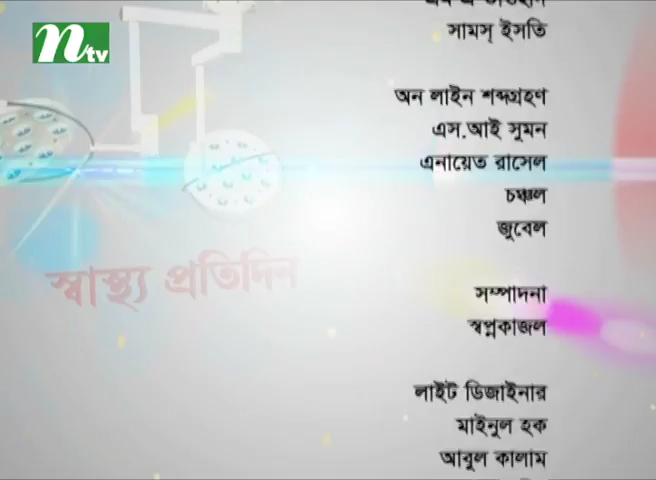 ntv
সামস্ ইসতি
অন লাইন শব্দগ্রহণ
এস.আই সুমন
এনায়েত রাসেল
চঞ্চল
জুবেল
স্বাস্থ্য প্রতিদিন
সম্পাদনা
স্বপ্নকাজল
লাইট ডিজাইনার
মাইনুল হক
আবুল কালাম